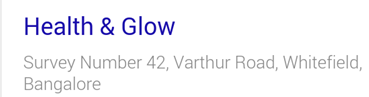 Health & Glow
Survey Number 42, Varthur Road, Whitefield,
Bangalore